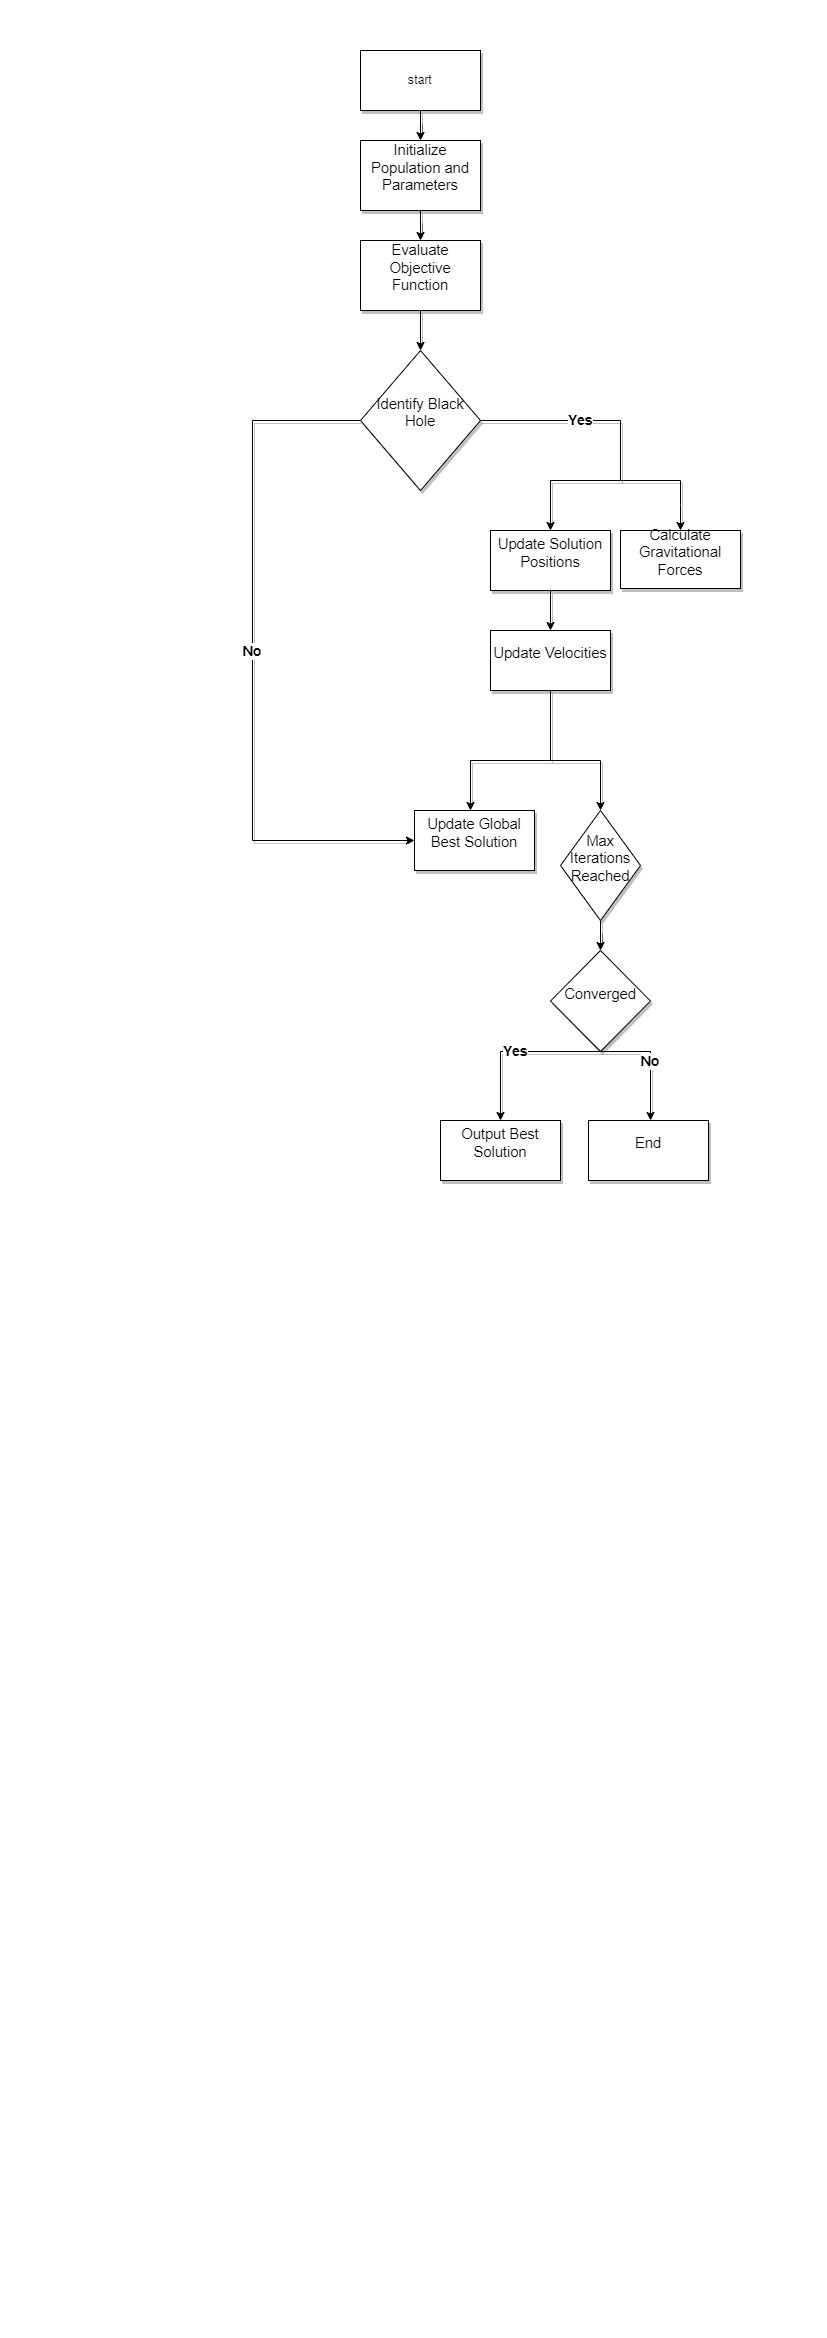 start
Initialize
Population and
Parameters
Evaluate
Objective
Function
Identify Black
Hole
Yes
Update Solution
Positions
Calculate
Gravitational
Forces
No
Update Velocities
Update Global
Best Solution
Max
Iterations
Reached
Converged
Yes
No
Output Best
Solution
End